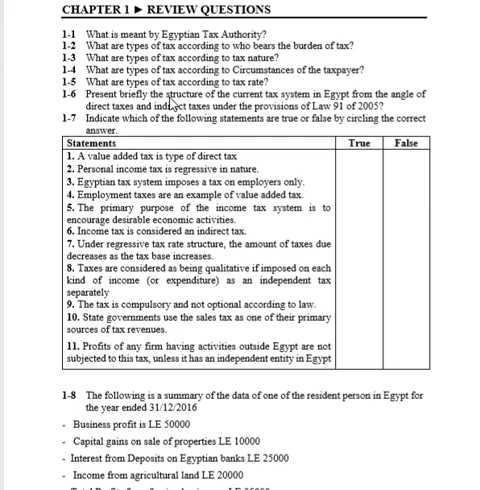 CHAPTER 1 ► REVIEW QUESTIONS
1-1 What is meant by Egyptian Tax Authority?
1-2 What are types of tax according to who bears the burden of tax?
1-3 What are types of tax according to tax nature?
1-4 What are types of tax according to Circumstances of the taxpayer?
1-5 What are types of tax according to tax rate?
1-6 Present briefly the structure of the current tax system in Egypt from the angle of
direct taxes and indirect taxes under the provisions of Law 91 of 2005?
1-7 Indicate which of the following statements are true or false by circling the correct
answer.
Statements True False
1. A value added tax is type of direct tax
2. Personal income tax is regressive in nature.
3. Egyptian tax system imposes a tax on employers only.
4. Employment taxes are an example of value added tax.
5. The primary purpose of the income tax system is to
encourage desirable economic activities.
6. Income tax is considered an indirect tax.
7. Under regressive tax rate structure, the amount of taxes due
decreases as the tax base increases.
8. Taxes are considered as being qualitative if imposed on each
kind of income (or expenditure) as an independent tax
separately
9. The tax is compulsory and not optional according to law.
10. State governments use the sales tax as one of their primary
sources of tax revenues.
11. Profits of any firm having activities outside Egypt are not
subjected to this tax, unless it has an independent entity in Egypt
1-8 The following is a summary of the data of one of the resident person in Egypt for
the year ended 31/12/2016
- Business profit is LE 50000
- Capital gains on sale of properties LE 10000
- Interest from Deposits on Egyptian banks LE 25000
- Income from agricultural land LE 20000